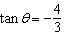 tan θ = −4/3